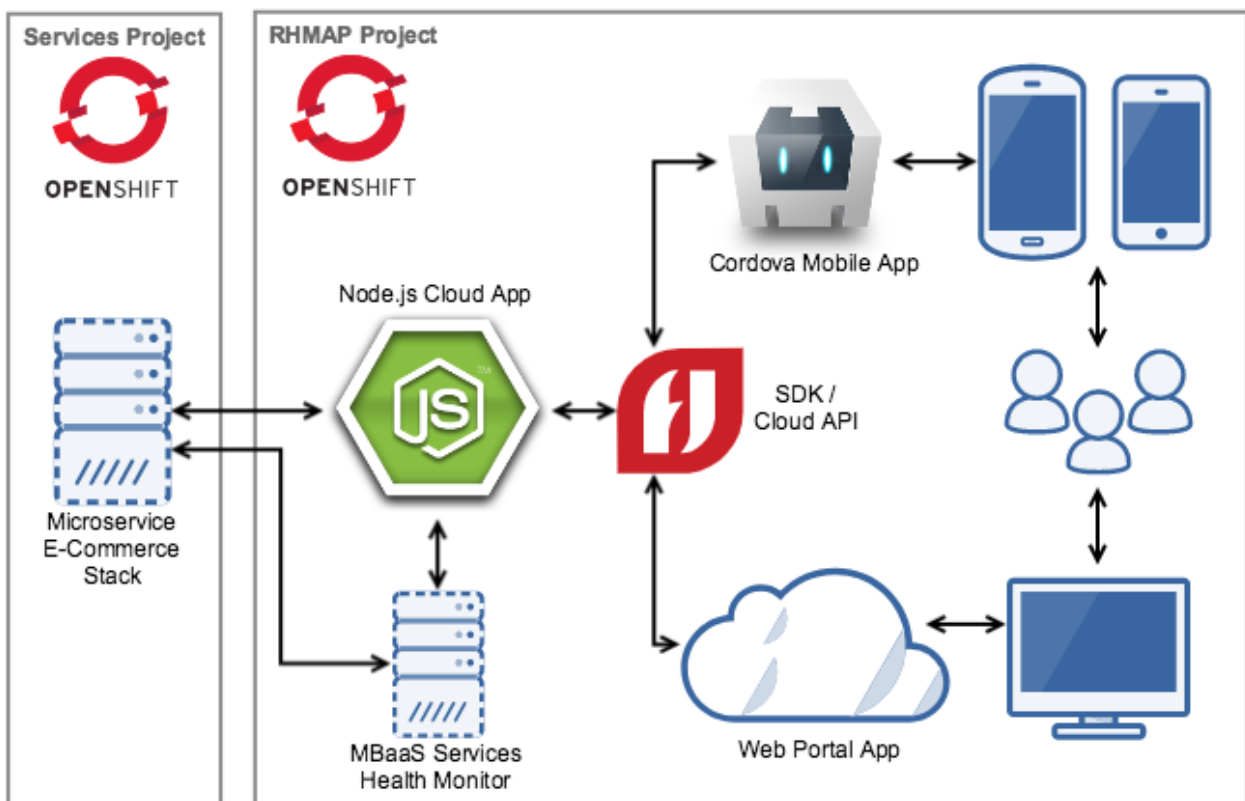 Services Project
OPENSHIFT
Microservice
E-Commerce
Stack
RHMAP Project
OPENSHIFT
Node.js Cloud App
JS
TM
MBaaS Services
Health Monitor
SDK /
Cloud API
Cordova Mobile App
Web Portal App